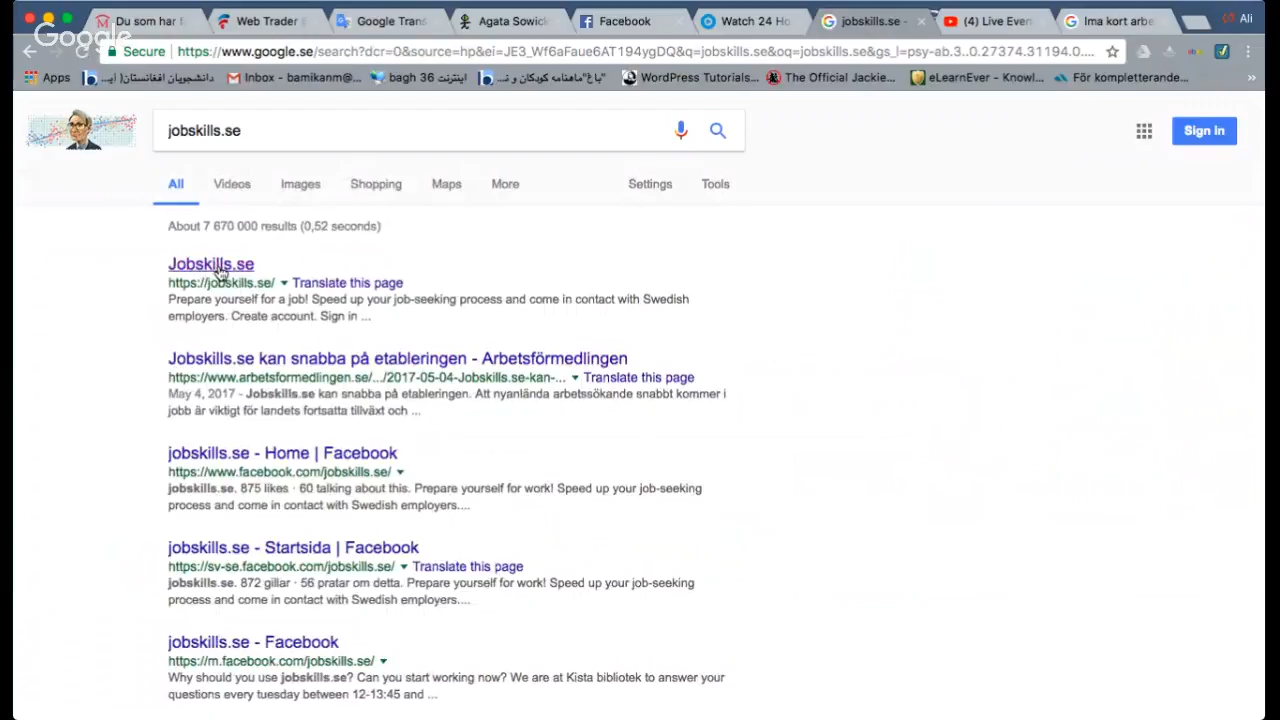 Du som har f
Web Trader
Google Trans
Agata Sowick
Facebook
Watch 24 Ho
jobskills.se -
(4) Live Even
Ima kort arbe
Ali
Google
Secure https://www.google.se/search?dcr=0&source=hp&ei=JE3_Wf6aFaue6AT194ygDQ&q=jobskills.se&oq=jobskills.se&gs_l=psy-ab.3..0.27374.31194.0....
Apps
دانشجویان افغانستان( ایـ...
Inbox - bamikanm@...
bagh 36 اینترنت
"باغ"ماهنامه کودکان و نـ...
WordPress Tutorials...
The Official Jackie...
eLearnEver - Knowl...
För kompletterande...
»
jobskills.se
Sign in
All Videos Images Shopping Maps More Settings Tools
About 7 670 000 results (0,52 seconds)
Jobskills.se
https://jobskills.se/ Translate this page
Prepare yourself for a job! Speed up your job-seeking process and come in contact with Swedish
employers. Create account. Sign in ...
Jobskills.se kan snabba på etableringen - Arbetsförmedlingen
https://www.arbetsformedlingen.se/.../2017-05-04-Jobskills.se-kan-... Translate this page
May 4, 2017 - Jobskills.se kan snabba på etableringen. Att nyanlända arbetssökande snabbt kommer i
jobb är viktigt för landets fortsatta tillväxt och ...
jobskills.se - Home | Facebook
https://www.facebook.com/jobskills.se/
jobskills.se. 875 likes · 60 talking about this. Prepare yourself for work! Speed up your job-seeking
process and come in contact with Swedish employers....
jobskills.se - Startsida | Facebook
https://sv-se.facebook.com/jobskills.se/ Translate this page
jobskills.se. 872 gillar · 56 pratar om detta. Prepare yourself for work! Speed up your job-seeking
process and come in contact with Swedish employers....
jobskills.se - Facebook
https://m.facebook.com/jobskills.se/
Why should you use jobskills.se? Can you start working now? We are at Kista bibliotek to answer your
questions every tuesday between 12-13:45 and ...